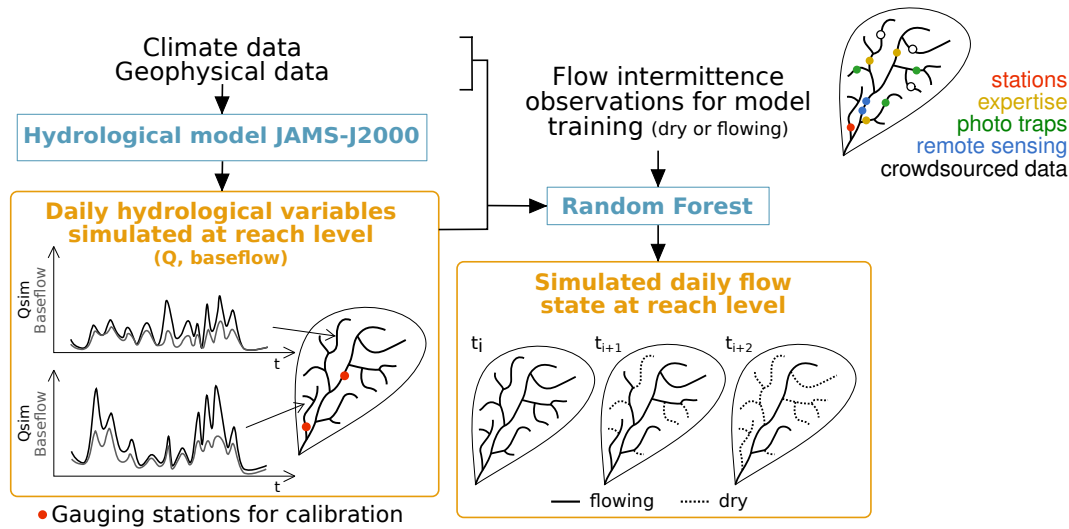 Climate data
Geophysical data
Hydrological model JAMS-J2000
Daily hydrological variables
simulated at reach level
(Q, baseflow)
Qsim
Baseflow
t
Qsim
Baseflow
t
Gauging stations for calibration
Flow intermittence
observations for model
training (dry or flowing)
stations
expertise
photo traps
remote sensing
crowdsourced data
Random Forest
Simulated daily flow
state at reach level
ti
ti+1
ti+2
flowing
dry